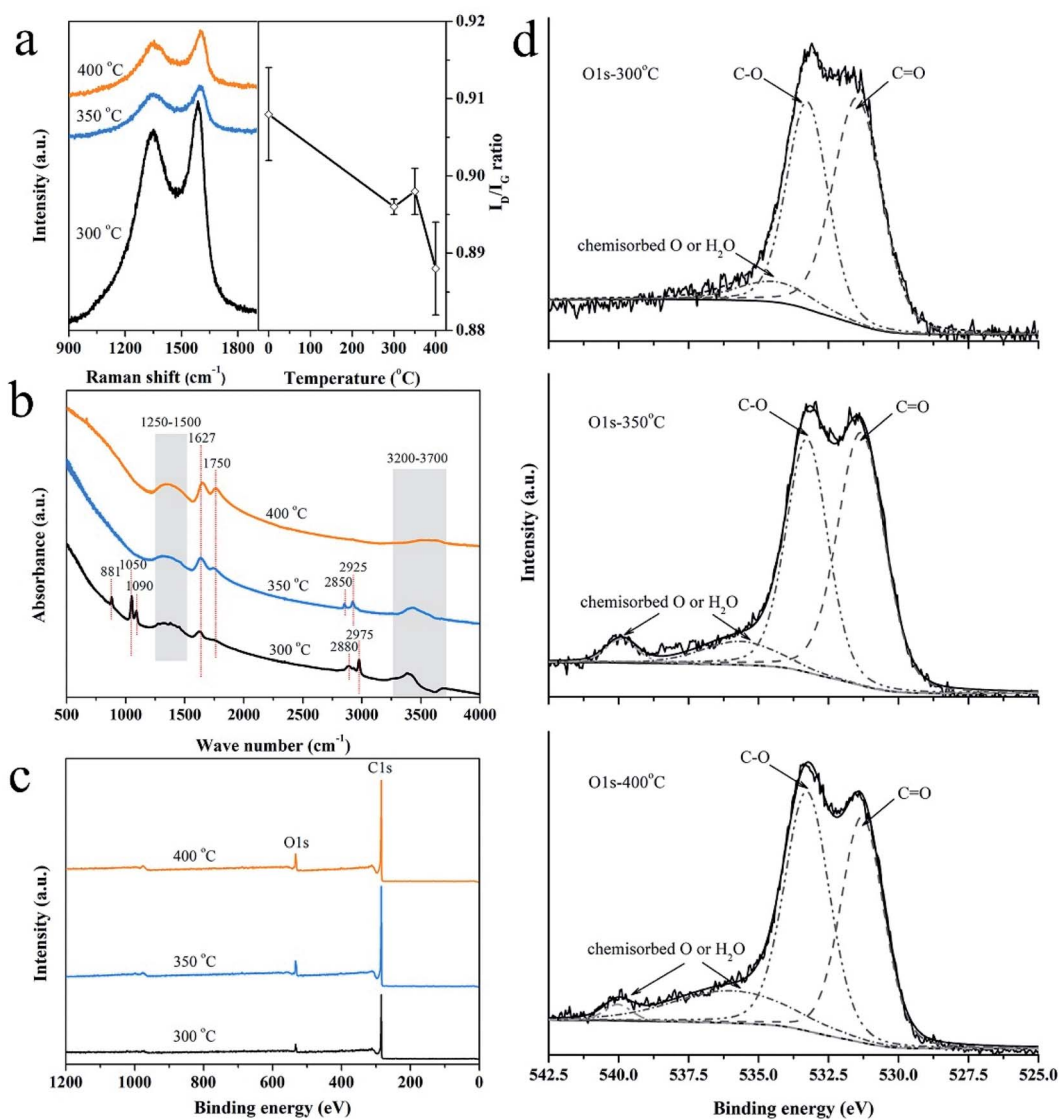 a
400 °C
350 °C
300 °C
Intensity (a.u.)
900 1200 1500 1800
Raman shift (cm⁻¹)
0.92
0.91
0.90
0.89
0.88
I_D/I_G ratio
0 100 200 300 400
Temperature (°C)
b
1250-1500
1627
1750
3200-3700
400 °C
881
1050
1090
350 °C
2850
2925
300 °C
2880
2975
Absorbance (a.u.)
500 1000 1500 2000 2500 3000 3500 4000
Wave number (cm⁻¹)
c
C1s
O1s
400 °C
350 °C
300 °C
Intensity (a.u.)
1200 1000 800 600 400 200 0
Binding energy (eV)
d
O1s-300°C
C-O
C=O
chemisorbed O or H₂O
O1s-350°C
C-O
C=O
chemisorbed O or H₂O
Intensity (a.u.)
O1s-400°C
C-O
C=O
chemisorbed O or H₂O
542.5 540.0 537.5 535.0 532.5 530.0 527.5 525.0
Binding energy (eV)